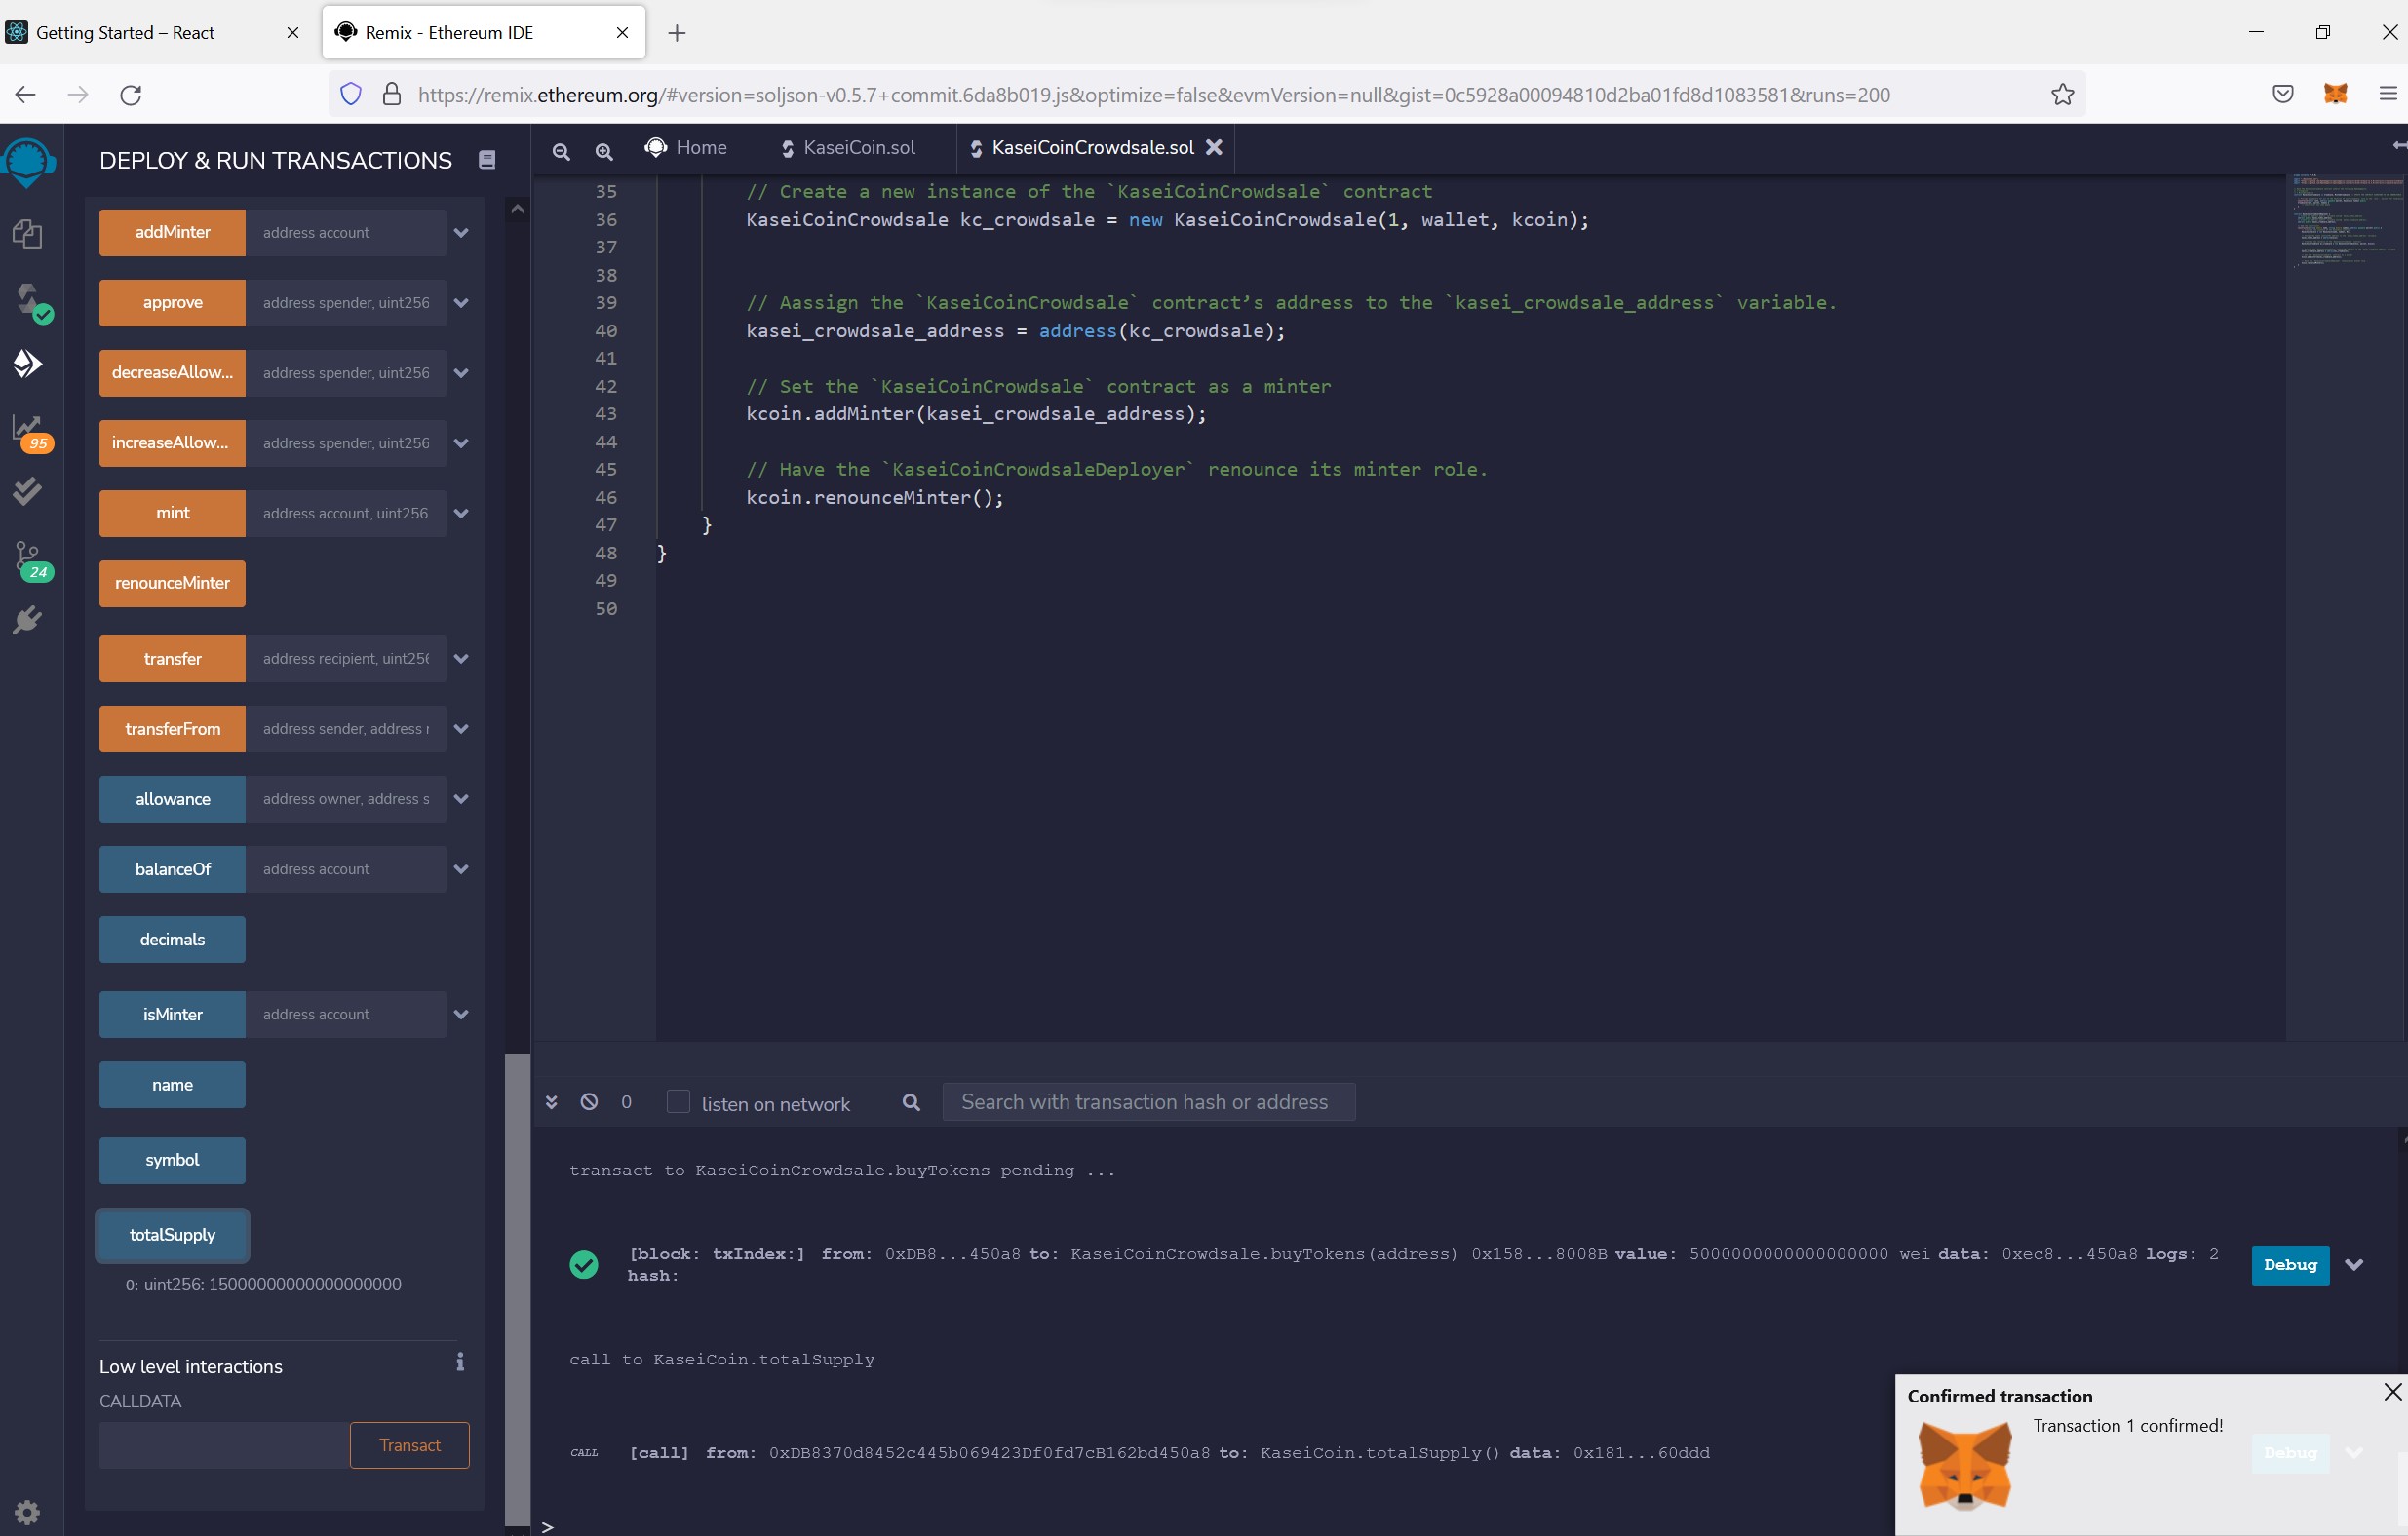 Getting Started – React
Remix - Ethereum IDE
https://remix.ethereum.org/#version=soljson-v0.5.7+commit.6da8b019.js&optimize=false&evmVersion=null&gist=0c5928a00094810d2ba01fd8d1083581&runs=200
DEPLOY & RUN TRANSACTIONS
addMinter address account
approve address spender, uint256
decreaseAllow... address spender, uint256
increaseAllow... address spender, uint256
mint address account, uint256
renounceMinter
transfer address recipient, uint256
transferFrom address sender, address r
allowance address owner, address s
balanceOf address account
decimals
isMinter address account
name
symbol
totalSupply
0: uint256: 15000000000000000000
Low level interactions
CALLDATA
Transact
95
24
Home
KaseiCoin.sol
KaseiCoinCrowdsale.sol
35 // Create a new instance of the `KaseiCoinCrowdsale` contract
36 KaseiCoinCrowdsale kc_crowdsale = new KaseiCoinCrowdsale(1, wallet, kcoin);
37
38
39 // Aassign the `KaseiCoinCrowdsale` contract’s address to the `kasei_crowdsale_address` variable.
40 kasei_crowdsale_address = address(kc_crowdsale);
41
42 // Set the `KaseiCoinCrowdsale` contract as a minter
43 kcoin.addMinter(kasei_crowdsale_address);
44
45 // Have the `KaseiCoinCrowdsaleDeployer` renounce its minter role.
46 kcoin.renounceMinter();
47 }
48 }
49
50
0 listen on network Search with transaction hash or address
transact to KaseiCoinCrowdsale.buyTokens pending ...
[block: txIndex:] from: 0xDB8...450a8 to: KaseiCoinCrowdsale.buyTokens(address) 0x158...8008B value: 5000000000000000000 wei data: 0xec8...450a8 logs: 2
hash:
Debug
call to KaseiCoin.totalSupply
CALL [call] from: 0xDB8370d8452c445b069423Df0fd7cB162bd450a8 to: KaseiCoin.totalSupply() data: 0x181...60ddd
Debug
>
Confirmed transaction
Transaction 1 confirmed!